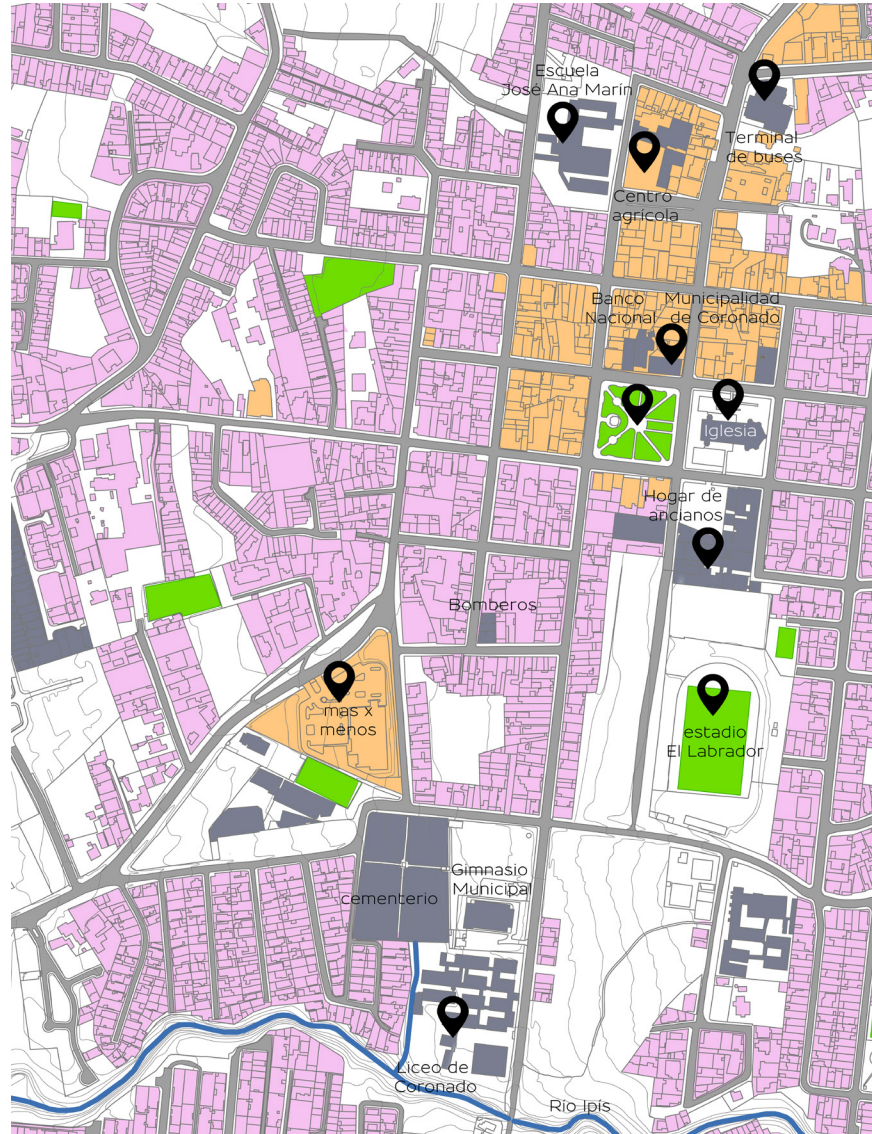 Escuela
José Ana Marín
Terminal
de buses
Centro
agrícola
Banco
Nacional
Municipalidad
de Coronado
Iglesia
Hogar de
ancianos
Bomberos
mas x
menos
estadio
El Labrador
Gimnasio
Municipal
cementerio
Liceo de
Coronado
Río Ipís